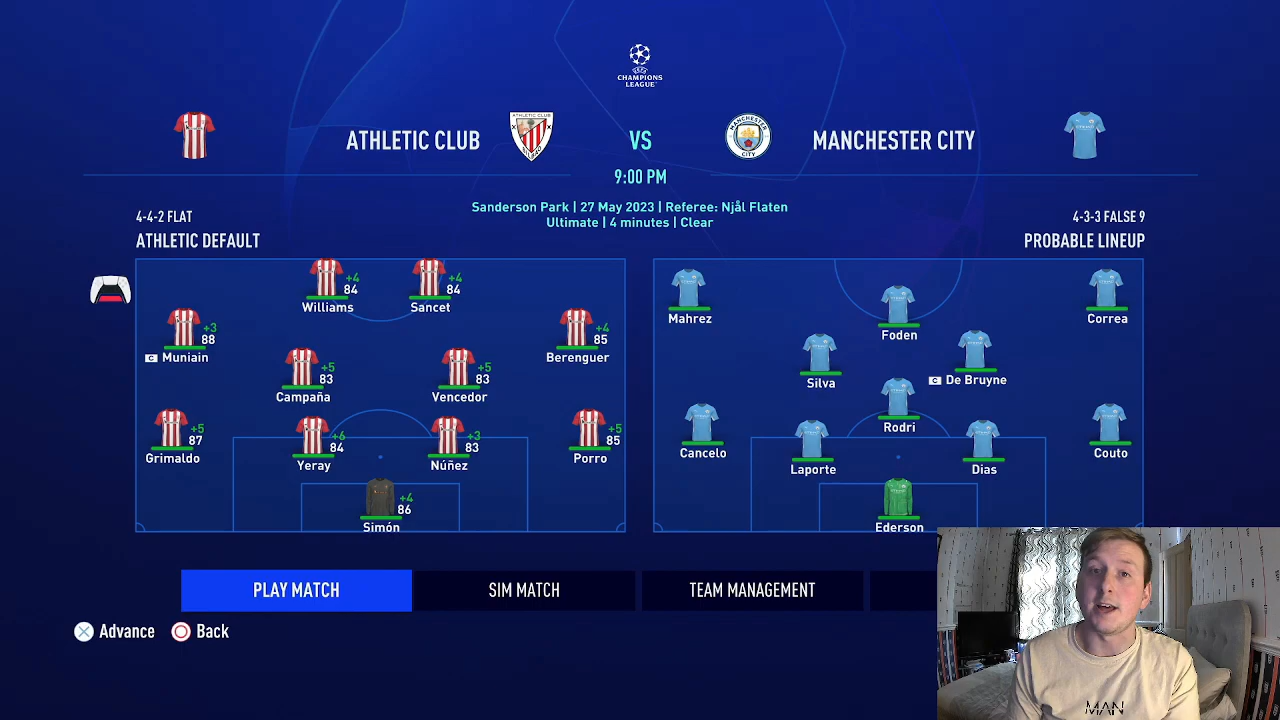 UEFA
CHAMPIONS
LEAGUE
ATHLETIC CLUB
VS
MANCHESTER CITY
9:00 PM
Sanderson Park | 27 May 2023 | Referee: Njål Flaten
Ultimate | 4 minutes | Clear
4-4-2 FLAT
ATHLETIC DEFAULT
4-3-3 FALSE 9
PROBABLE LINEUP
+4
84
Williams
+4
84
Sancet
+3
88
C Muniain
+4
85
Berenguer
+5
83
Campaña
+5
83
Vencedor
+5
87
Grimaldo
+6
84
Yeray
+3
83
Núñez
+5
85
Porro
+4
86
Simón
Mahrez
Foden
Correa
Silva
C De Bruyne
Rodri
Cancelo
Laporte
Dias
Couto
Ederson
PLAY MATCH
SIM MATCH
TEAM MANAGEMENT
Advance
Back
MAN